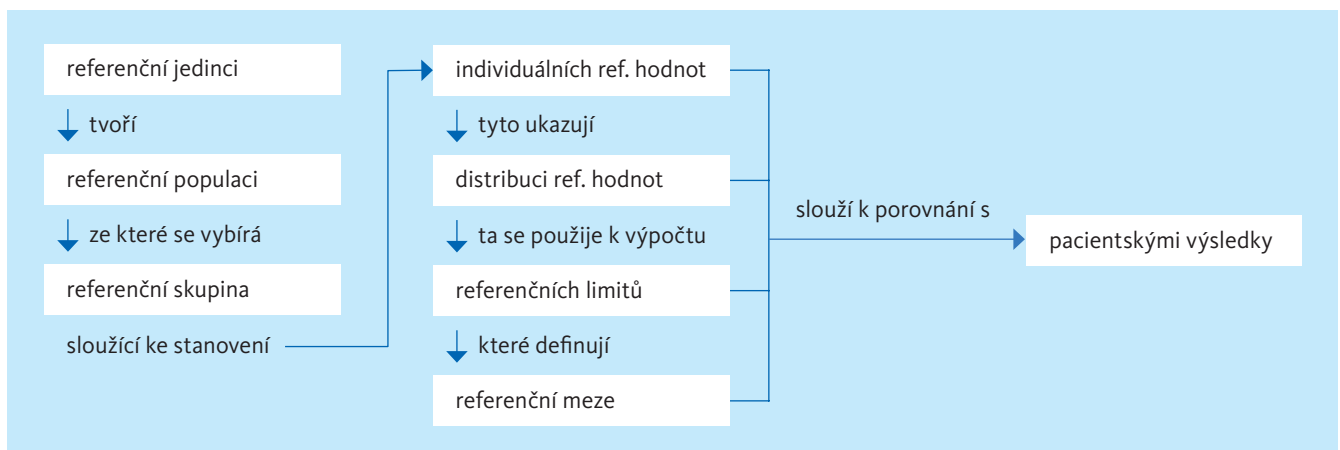 referenční jedinci
tvoří
referenční populaci
ze které se vybírá
referenční skupina
sloužící ke stanovení
individuálních ref. hodnot
tyto ukazují
distribuci ref. hodnot
ta se použije k výpočtu
referenčních limitů
které definují
referenční meze
slouží k porovnání s
pacientskými výsledky